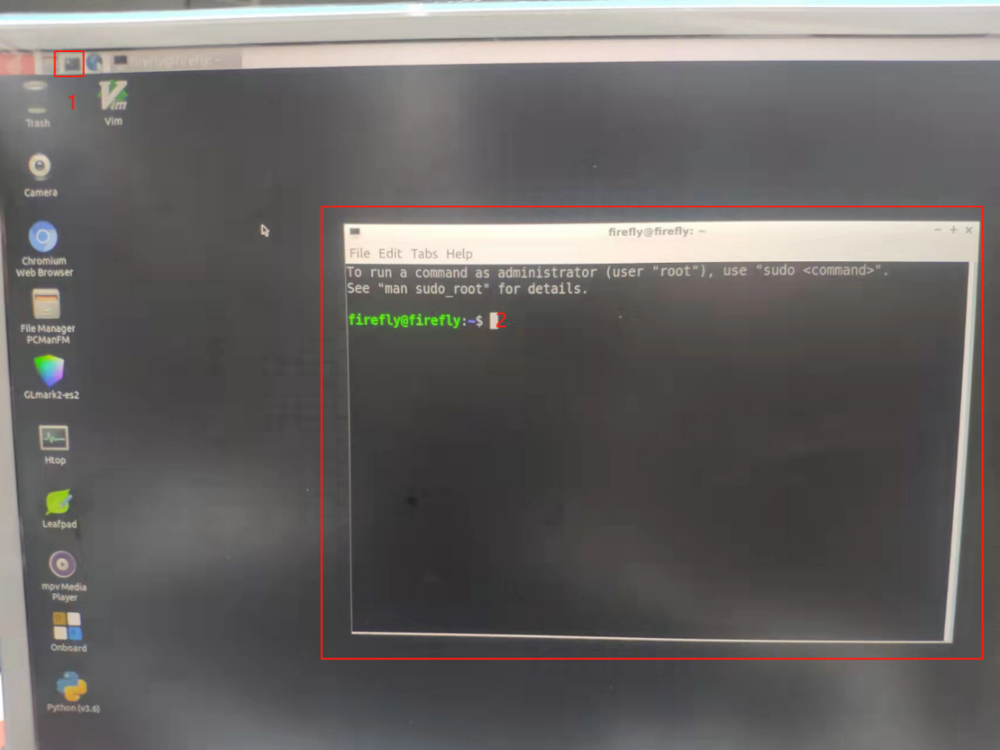 firefly@firefly: ~
1
Trash
Vim
Camera
Chromium
Web Browser
File Manager
PCManFM
GLmark2-es2
Htop
Leafpad
mpv Media
Player
Onboard
Python (v3.6)
firefly@firefly: ~
File Edit Tabs Help
To run a command as administrator (user "root"), use "sudo <command>".
See "man sudo_root" for details.
firefly@firefly:~$ 2